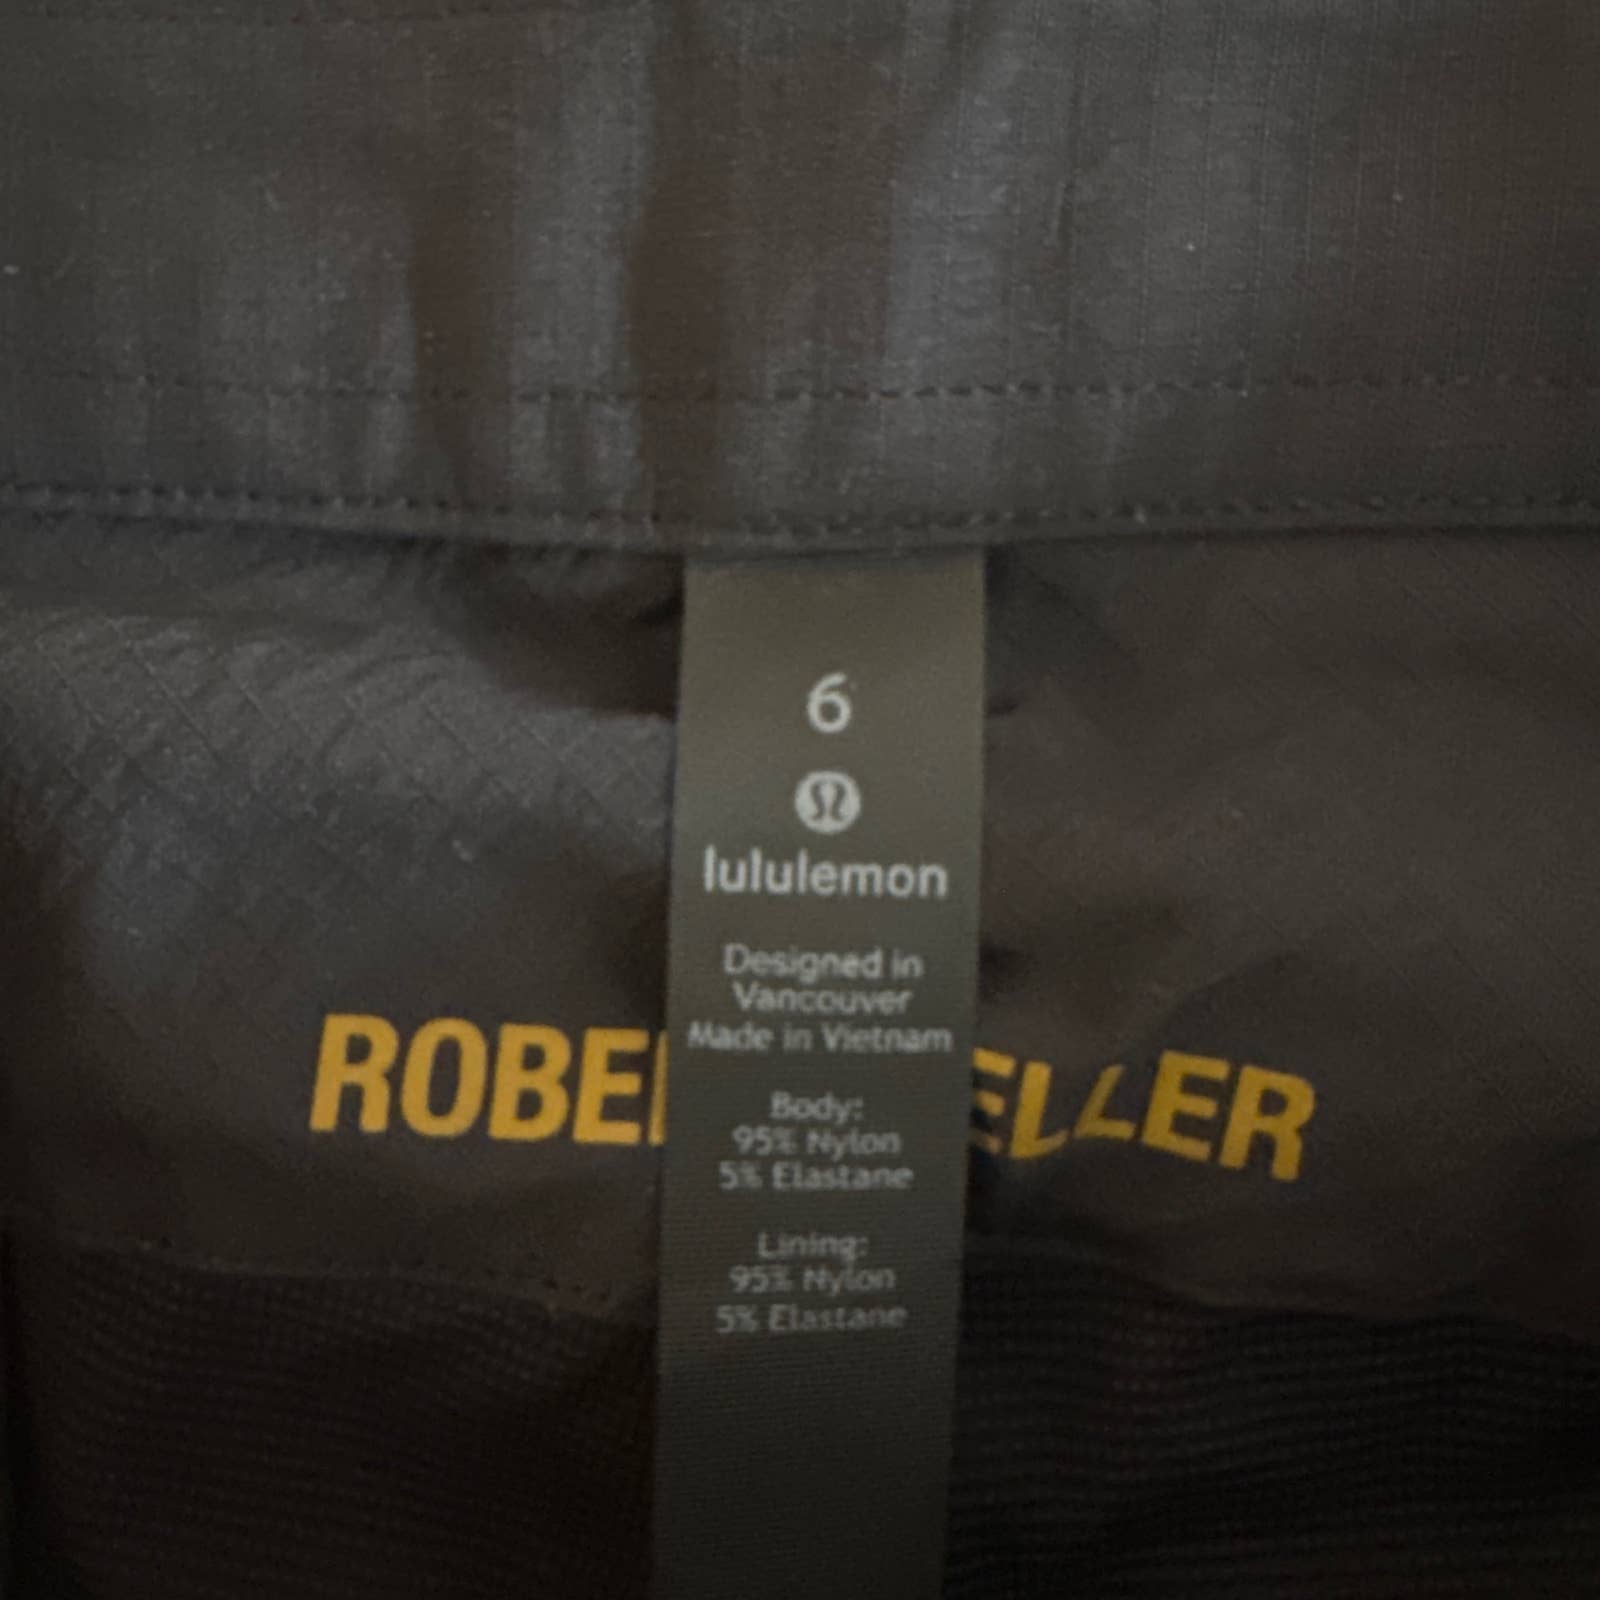 6
lululemon
Designed in
Vancouver
Made in Vietnam
Body:
95% Nylon
5% Elastane
Lining:
95% Nylon
5% Elastane
ROBE ELLER